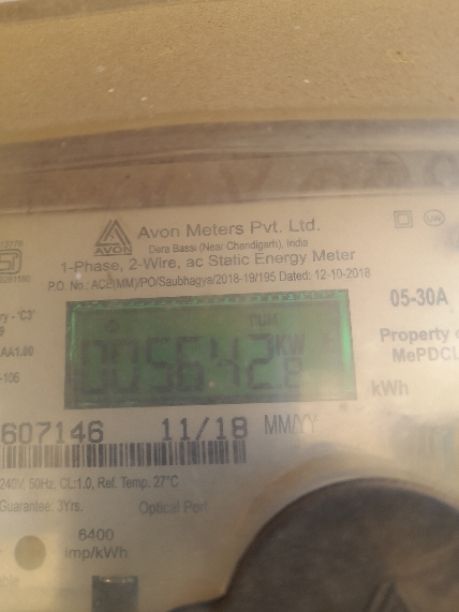 Avon Meters Pvt. Ltd.
AVON
Dera Bassi (Near Chandigarh), India
1-Phase, 2-Wire, ac Static Energy Meter
P.O. No.: ACE(MM)/PO/Saubhagya/2018-19/195 Dated: 12-10-2018
05-30A
Property
MePDCL
KW
kWh
607146 11/18 MM/YY
240V, 50Hz, CL:1.0, Ref. Temp. 27°C
Guarantee: 3Yrs. Optical Port
6400
imp/kWh